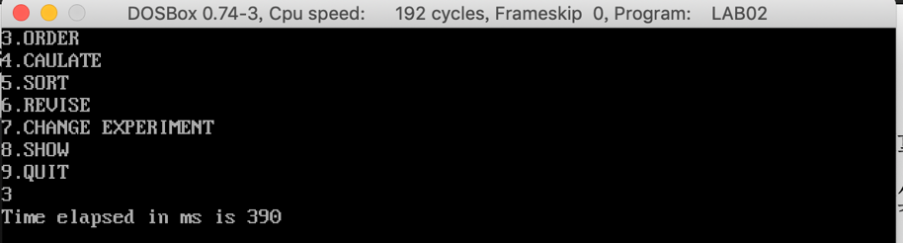 DOSBox 0.74-3, Cpu speed: 192 cycles, Frameskip 0, Program: LAB02
3.ORDER
4.CAULATE
5.SORT
6.REVISE
7.CHANGE EXPERIMENT
8.SHOW
9.QUIT
3
Time elapsed in ms is 390